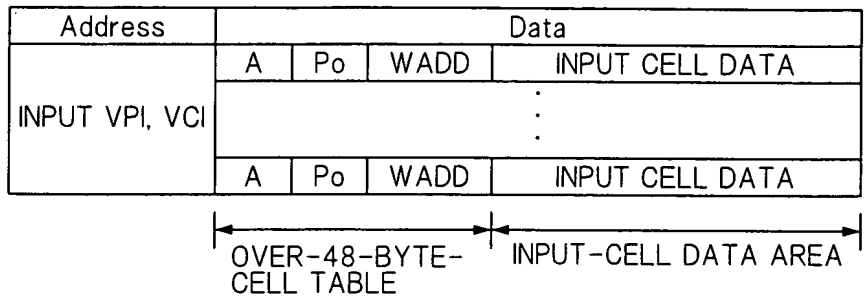 Address Data
A Po WADD INPUT CELL DATA
INPUT VPI, VCI
A Po WADD INPUT CELL DATA
OVER-48-BYTE- INPUT-CELL DATA AREA
CELL TABLE